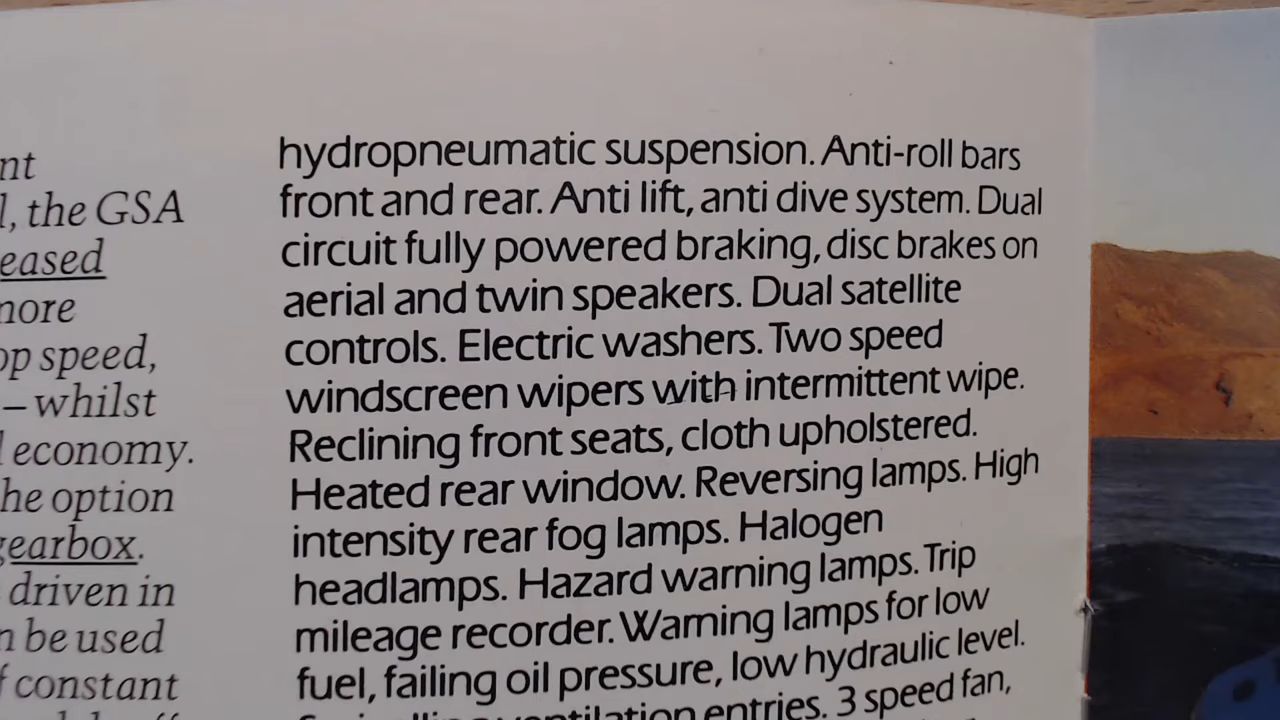 nt
l, the GSA
eased
more
op speed,
– whilst
l economy.
he option
gearbox.
driven in
n be used
f constant
hydropneumatic suspension. Anti-roll bars
front and rear. Anti lift, anti dive system. Dual
circuit fully powered braking, disc brakes on
aerial and twin speakers. Dual satellite
controls. Electric washers. Two speed
windscreen wipers with intermittent wipe.
Reclining front seats, cloth upholstered.
Heated rear window. Reversing lamps. High
intensity rear fog lamps. Halogen
headlamps. Hazard warning lamps. Trip
mileage recorder. Warning lamps for low
fuel, failing oil pressure, low hydraulic level.
ventilation entries. 3 speed fan,